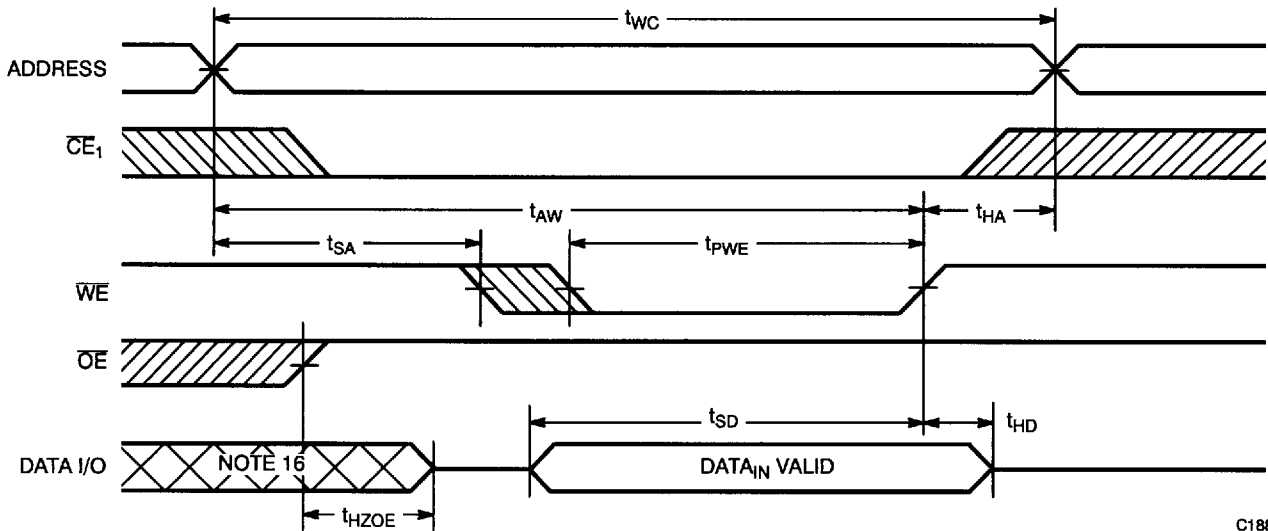 tWC
ADDRESS
CE1
tAW
tHA
tSA
tPWE
WE
OE
tSD
tHD
DATA I/O
NOTE 16
DATAIN VALID
tHZOE